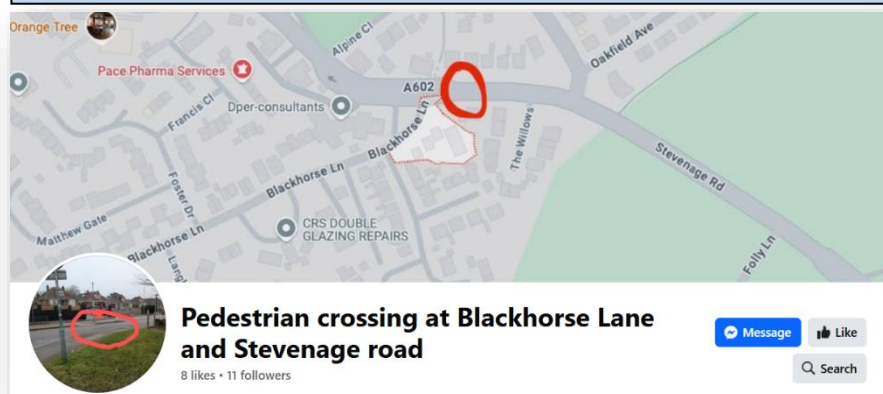 Orange Tree
Alpine Cl
Oakfield Ave
Pace Pharma Services
A602
Francis Cl
Dper-consultants
Blackhorse Ln
The Willows
Blackhorse Ln
Stevenage Rd
Foster Dr
Matthew Gate
CRS DOUBLE
GLAZING REPAIRS
Blackhorse Ln
Folly Ln
Lang
Pedestrian crossing at Blackhorse Lane
and Stevenage road
8 likes • 11 followers
Message
Like
Search